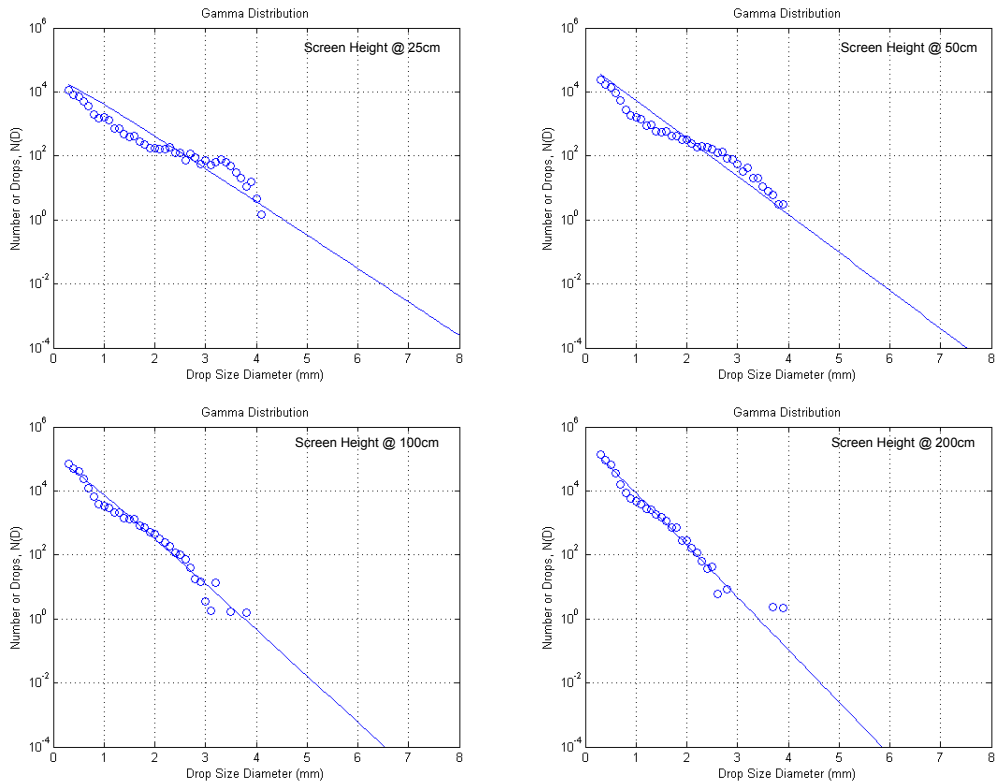 Gamma Distribution
Screen Height @ 25cm
Number or Drops, N(D)
10^6
10^4
10^2
10^0
10^-2
10^-4
0 1 2 3 4 5 6 7 8
Drop Size Diameter (mm)
Gamma Distribution
Screen Height @ 50cm
Number or Drops, N(D)
10^6
10^4
10^2
10^0
10^-2
10^-4
0 1 2 3 4 5 6 7 8
Drop Size Diameter (mm)
Gamma Distribution
Screen Height @ 100cm
Number or Drops, N(D)
10^6
10^4
10^2
10^0
10^-2
10^-4
0 1 2 3 4 5 6 7 8
Drop Size Diameter (mm)
Gamma Distribution
Screen Height @ 200cm
Number or Drops, N(D)
10^6
10^4
10^2
10^0
10^-2
10^-4
0 1 2 3 4 5 6 7 8
Drop Size Diameter (mm)